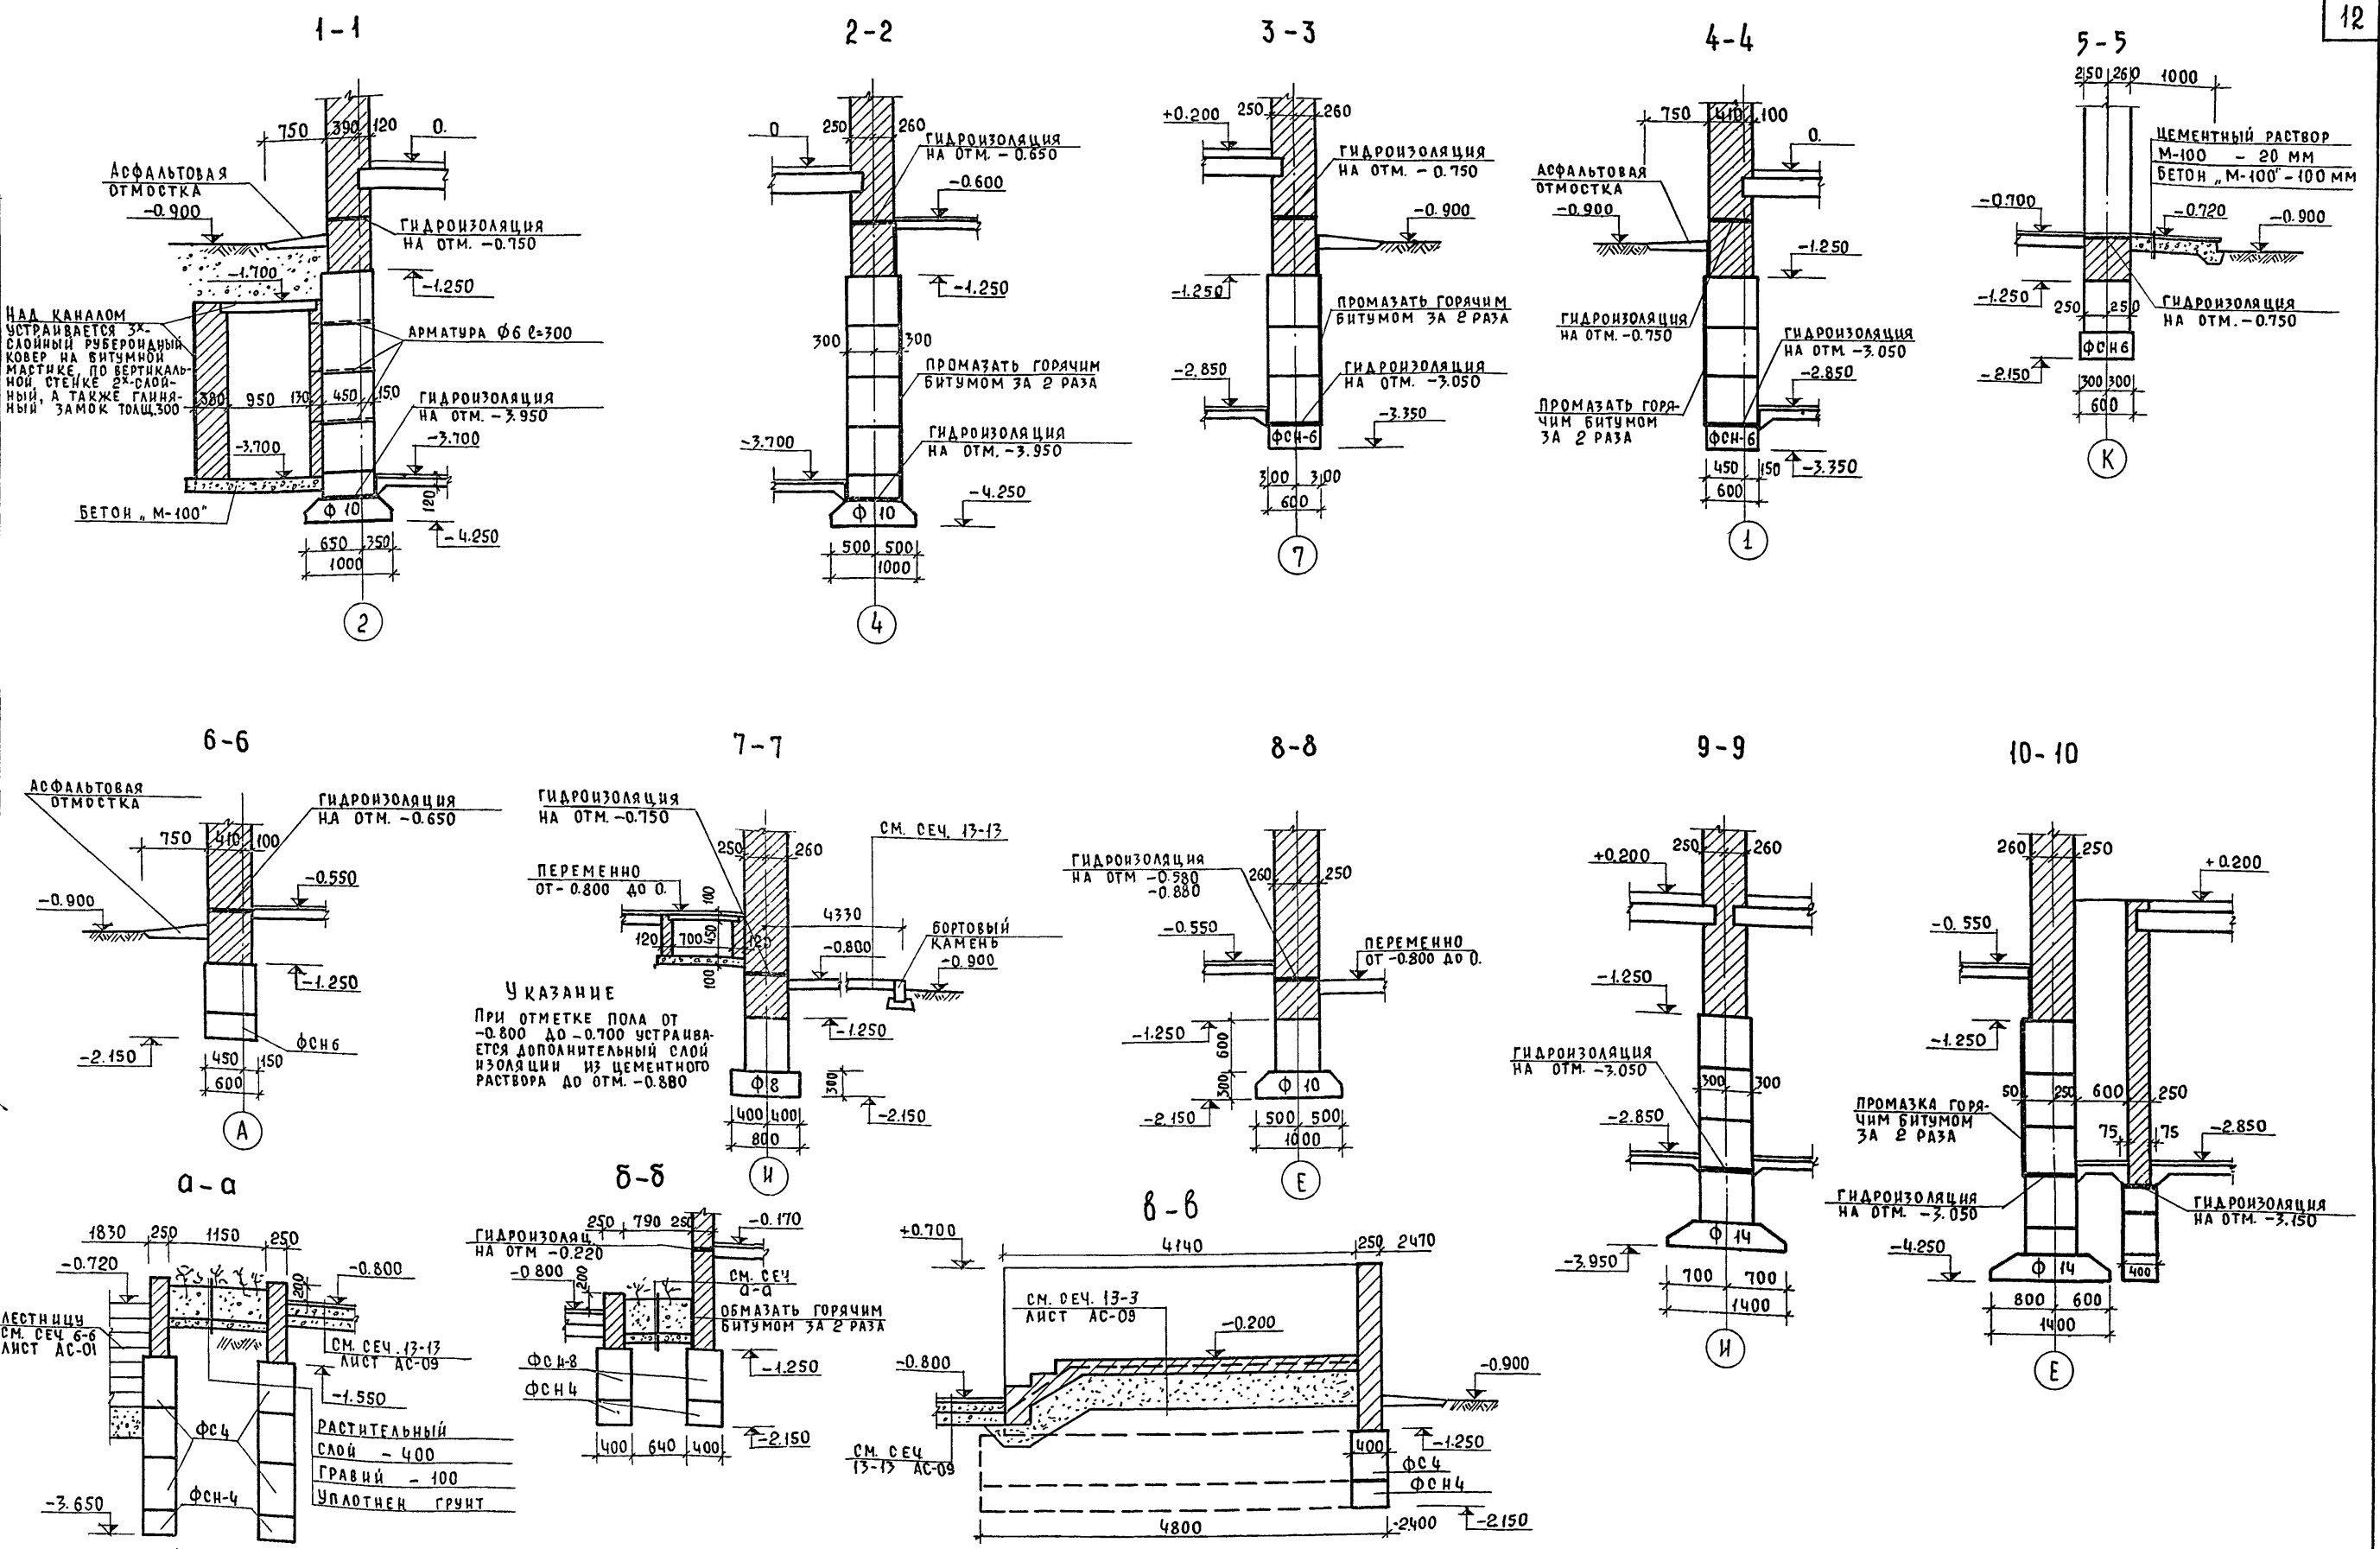 12
1-1
750 390 120
0.
АСФАЛЬТОВАЯ
ОТМОСТКА
-0.900
ГИДРОИЗОЛЯЦИЯ
НА ОТМ. -0.750
-1.700
-1.250
НАД КАНАЛОМ
УСТРАИВАЕТСЯ 3Х-
СЛОЙНЫЙ РУБЕРОИДНЫЙ
КОВЕР НА БИТУМНОЙ
МАСТИКЕ, ПО ВЕРТИКАЛЬ-
НОЙ СТЕНКЕ 2Х-СЛОЙ-
НЫЙ, А ТАКЖЕ ГЛИНЯ-
НЫЙ ЗАМОК ТОЛЩ.300
АРМАТУРА Ф6 ℓ=300
380 950 130 450 150
ГИДРОИЗОЛЯЦИЯ
НА ОТМ. -3.950
-3.700
-3.700
БЕТОН „М-100"
Ф 10
120
-4.250
650 350
1000
2
2-2
250 260
0
ГИДРОИЗОЛЯЦИЯ
НА ОТМ. -0.650
-0.600
-1.250
300 300
ПРОМАЗАТЬ ГОРЯЧИМ
БИТУМОМ ЗА 2 РАЗА
-3.700
ГИДРОИЗОЛЯЦИЯ
НА ОТМ. -3.950
-4.250
Ф 10
500 500
1000
4
3-3
+0.200
250 260
ГИДРОИЗОЛЯЦИЯ
НА ОТМ. -0.750
-0.900
-1.250
ПРОМАЗАТЬ ГОРЯЧИМ
БИТУМОМ ЗА 2 РАЗА
-2.850
ГИДРОИЗОЛЯЦИЯ
НА ОТМ. -3.050
-3.350
ФСН-6
300 300
600
7
4-4
750 410 100
0.
АСФАЛЬТОВАЯ
ОТМОСТКА
-0.900
-1.250
ГИДРОИЗОЛЯЦИЯ
НА ОТМ. -0.750
ГИДРОИЗОЛЯЦИЯ
НА ОТМ -3.050
-2.850
ПРОМАЗАТЬ ГОРЯ-
ЧИМ БИТУМОМ
ЗА 2 РАЗА
ФСН-6
450 150
-3.350
600
1
5-5
250 260 1000
ЦЕМЕНТНЫЙ РАСТВОР
М-100 - 20 ММ
БЕТОН „М-100"-100 ММ
-0.700
-0.720
-0.900
-1.250
250 250
ГИДРОИЗОЛЯЦИЯ
НА ОТМ.-0.750
ФСН6
-2.150
300 300
600
К
6-6
АСФАЛЬТОВАЯ
ОТМОСТКА
ГИДРОИЗОЛЯЦИЯ
НА ОТМ. -0.650
750 410 100
-0.550
-0.900
-1.250
ФСН6
-2.150
450 150
600
А
7-7
ГИДРОИЗОЛЯЦИЯ
НА ОТМ.-0.750
СМ. СЕЧ. 13-13
250 260
ПЕРЕМЕННО
ОТ-0.800 ДО 0.
100
4330
120 700 450 120
-0.800
БОРТОВЫЙ
КАМЕНЬ
-0.900
100
УКАЗАНИЕ
ПРИ ОТМЕТКЕ ПОЛА ОТ
-0.800 ДО -0.700 УСТРАИВА-
ЕТСЯ ДОПОЛНИТЕЛЬНЫЙ СЛОЙ
ИЗОЛЯЦИИ ИЗ ЦЕМЕНТНОГО
РАСТВОРА ДО ОТМ. -0.880
-1.250
Ф 8
300
-2.150
400 400
800
И
8-8
ГИДРОИЗОЛЯЦИЯ
НА ОТМ -0.580
-0.880
260 250
-0.550
ПЕРЕМЕННО
ОТ -0.800 ДО 0.
-1.250
600
Ф 10
300
-2.150
500 500
1000
Е
9-9
250 260
+0.200
-1.250
ГИДРОИЗОЛЯЦИЯ
НА ОТМ. -3.050
300 300
-2.850
Ф 14
-3.950
700 700
1400
И
10-10
260 250
+0.200
-0.550
-1.250
50 250 600 250
ПРОМАЗКА ГОРЯ-
ЧИМ БИТУМОМ
ЗА 2 РАЗА
75 75
-2.850
ГИДРОИЗОЛЯЦИЯ
НА ОТМ. -3.050
ГИДРОИЗОЛЯЦИЯ
НА ОТМ. -3.150
-4.250
Ф 14
400
800 600
1400
Е
а-а
1830 250 1150 250
-0.720
200
-0.800
ЛЕСТНИЦУ
СМ. СЕЧ 6-6
ЛИСТ АС-01
СМ. СЕЧ. 13-13
ЛИСТ АС-09
-1.550
ФС4
РАСТИТЕЛЬНЫЙ
СЛОЙ - 400
ГРАВИЙ - 100
УПЛОТНЕН ГРУНТ
ФСН-4
-3.650
б-б
250 790 250
-0.170
ГИДРОИЗОЛЯЦ
НА ОТМ -0.220
-0.800
200
СМ. СЕЧ
а-а
ОБМАЗАТЬ ГОРЯЧИМ
БИТУМОМ ЗА 2 РАЗА
ФСН-8
-1.250
ФСН4
-2.150
400 640 400
в-в
+0.700
4140 250 2470
СМ. СЕЧ. 13-3
ЛИСТ АС-09
-0.200
-0.800
-0.900
СМ. СЕЧ
13-13 АС-09
400
-1.250
ФС4
ФСН4
-2.150
4800 2400